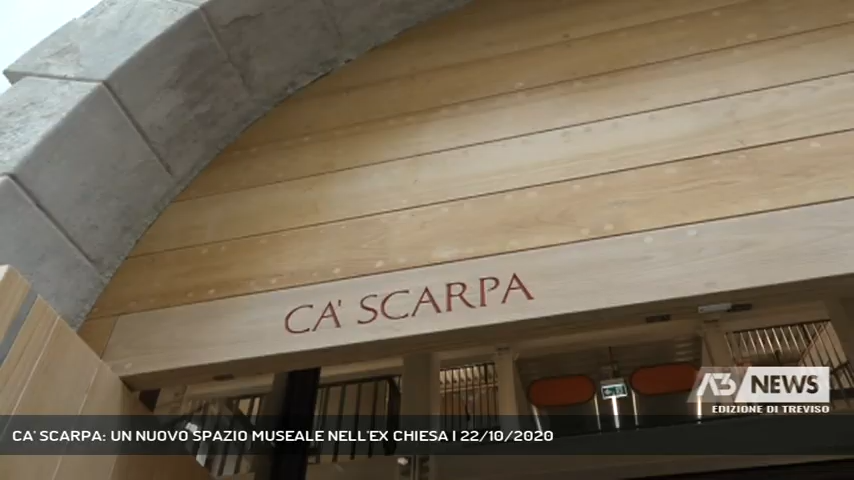 CA' SCARPA
A3 NEWS
EDIZIONE DI TREVISO
CA' SCARPA: UN NUOVO SPAZIO MUSEALE NELL'EX CHIESA | 22/10/2020